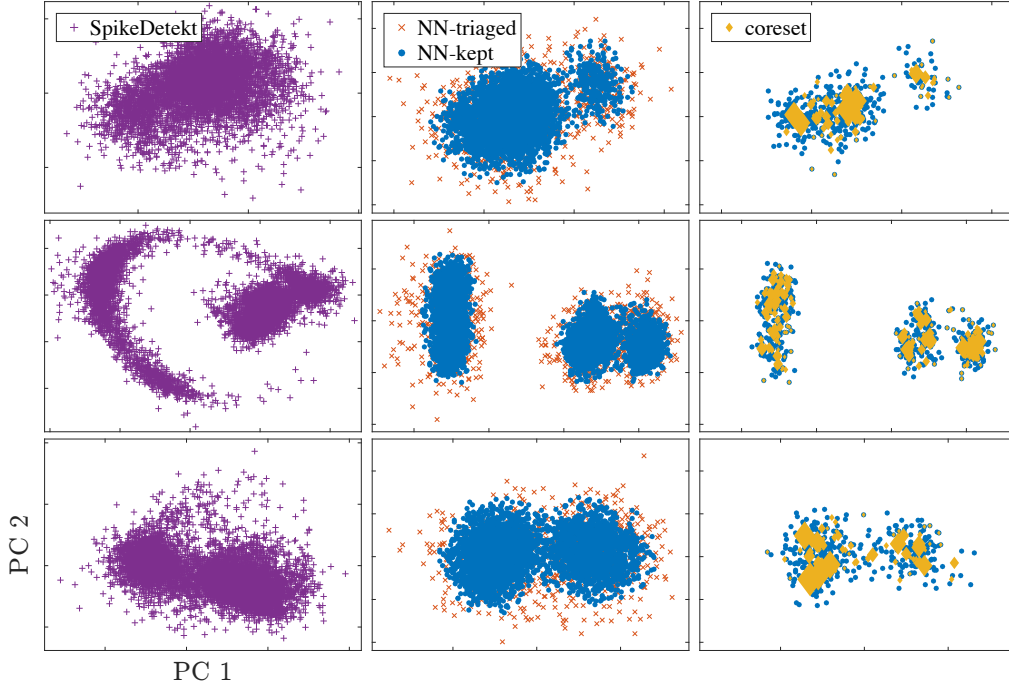 SpikeDetekt
NN-triaged
NN-kept
coreset
PC 2
PC 1